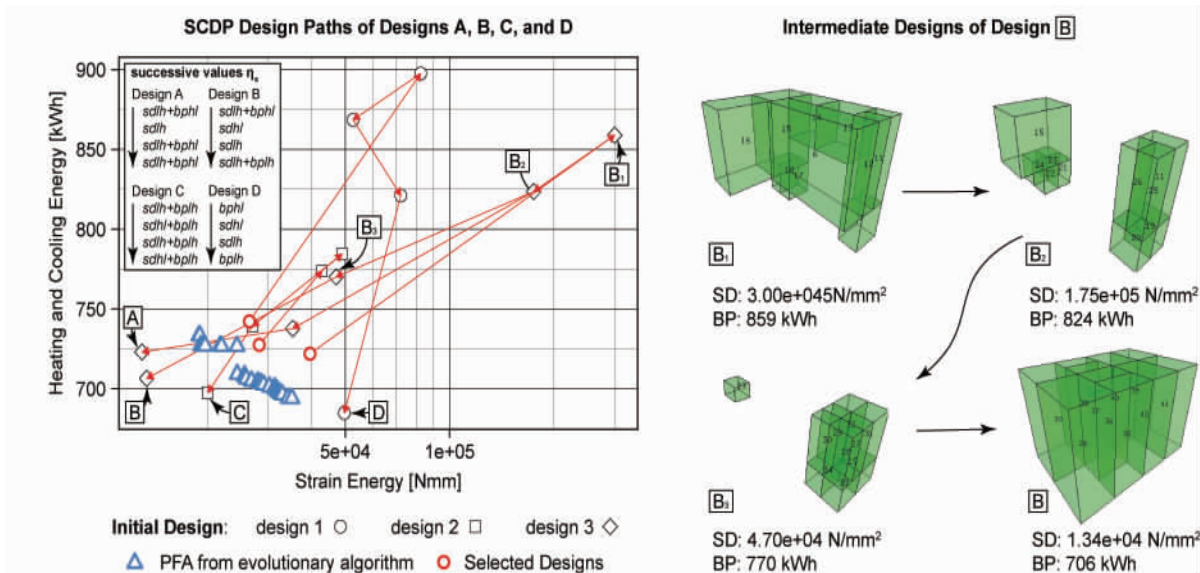 SCDP Design Paths of Designs A, B, C, and D
Intermediate Designs of Design B
successive values ηs
Design A Design B
sdlh+bphl sdlh+bphl
sdlh sdhl
sdlh+bphl sdlh
sdlh+bphl sdlh+bplh
Design C Design D
sdlh+bplh bphl
sdhl+bplh sdhl
sdlh+bplh sdlh
sdhl+bplh bplh
Heating and Cooling Energy [kWh]
900
850
800
750
700
B2
B1
B3
A
B
C
D
5e+04 1e+05
Strain Energy [Nmm]
Initial Design: design 1 design 2 design 3
PFA from evolutionary algorithm Selected Designs
B1
SD: 3.00e+045N/mm²
BP: 859 kWh
B2
SD: 1.75e+05 N/mm²
BP: 824 kWh
B3
SD: 4.70e+04 N/mm²
BP: 770 kWh
B
SD: 1.34e+04 N/mm²
BP: 706 kWh